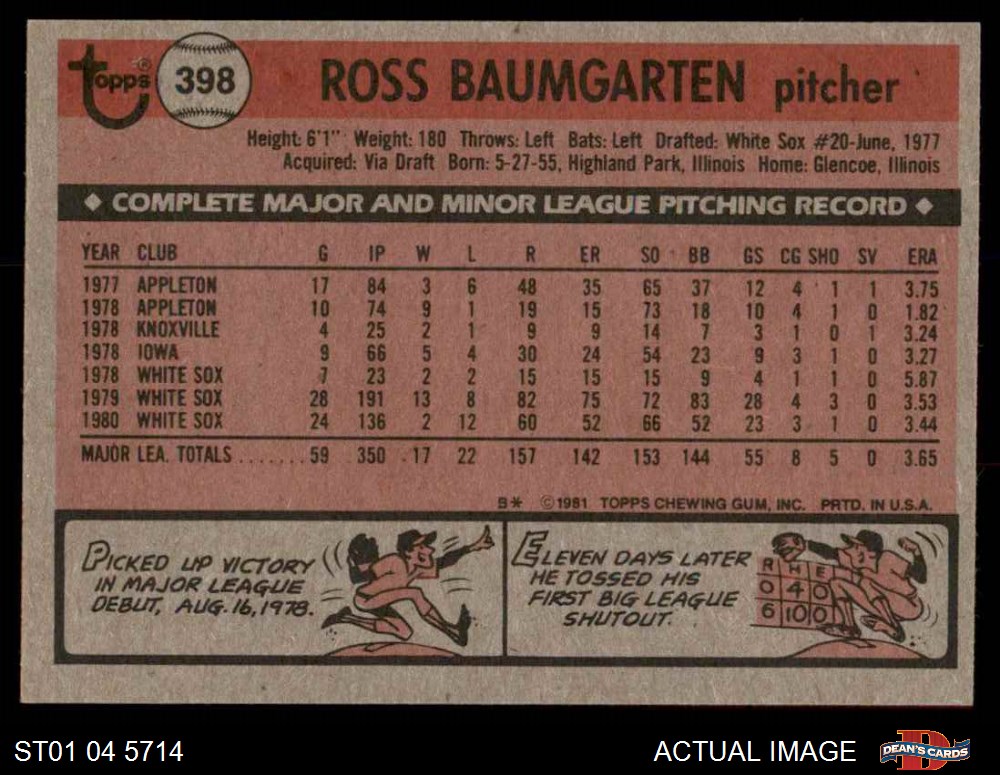 topps ®
398
ROSS BAUMGARTEN pitcher
Height: 6'1" Weight: 180 Throws: Left Bats: Left Drafted: White Sox #20-June, 1977
Acquired: Via Draft Born: 5-27-55, Highland Park, Illinois Home: Glencoe, Illinois
◆ COMPLETE MAJOR AND MINOR LEAGUE PITCHING RECORD ◆
YEAR CLUB G IP W L R ER SO BB GS CG SHO SV ERA
1977 APPLETON 17 84 3 6 48 35 65 37 12 4 1 1 3.75
1978 APPLETON 10 74 9 1 19 15 73 18 10 4 1 0 1.82
1978 KNOXVILLE 4 25 2 1 9 9 14 7 3 1 0 1 3.24
1978 IOWA 9 66 5 4 30 24 54 23 9 3 1 0 3.27
1978 WHITE SOX 7 23 2 2 15 15 15 9 4 1 1 0 5.87
1979 WHITE SOX 28 191 13 8 82 75 72 83 28 4 3 0 3.53
1980 WHITE SOX 24 136 2 12 60 52 66 52 23 3 1 0 3.44
MAJOR LEA. TOTALS ........ 59 350 17 22 157 142 153 144 55 8 5 0 3.65
B* ©1981 TOPPS CHEWING GUM, INC. PRTD. IN U.S.A.
PICKED UP VICTORY
IN MAJOR LEAGUE
DEBUT, AUG. 16, 1978.
ELEVEN DAYS LATER
HE TOSSED HIS
FIRST BIG LEAGUE
SHUTOUT.
R H E
0 4 0
6 10 0
ST01 04 5714
ACTUAL IMAGE
DEAN'S CARDS